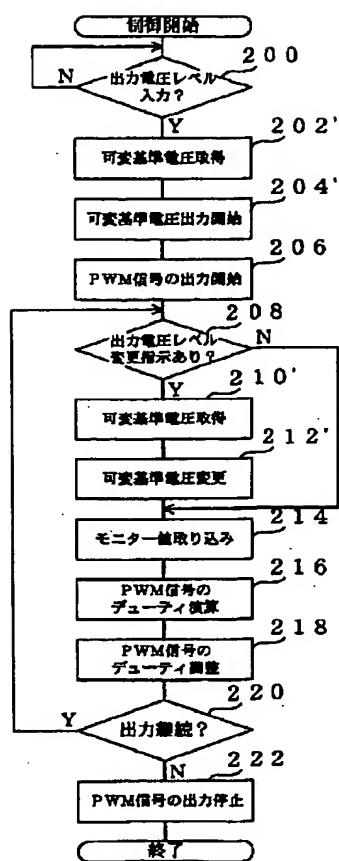 制御開始
200
出力電圧レベル
入力？
N
Y
202'
可変基準電圧取得
204'
可変基準電圧出力開始
206
PWM信号の出力開始
208
出力電圧レベル
変更指示あり？
N
Y
210'
可変基準電圧取得
212'
可変基準電圧変更
214
モニター値取り込み
216
PWM信号の
デューティ演算
218
PWM信号の
デューティ調整
220
Y
出力継続？
N
222
PWM信号の出力停止
終了